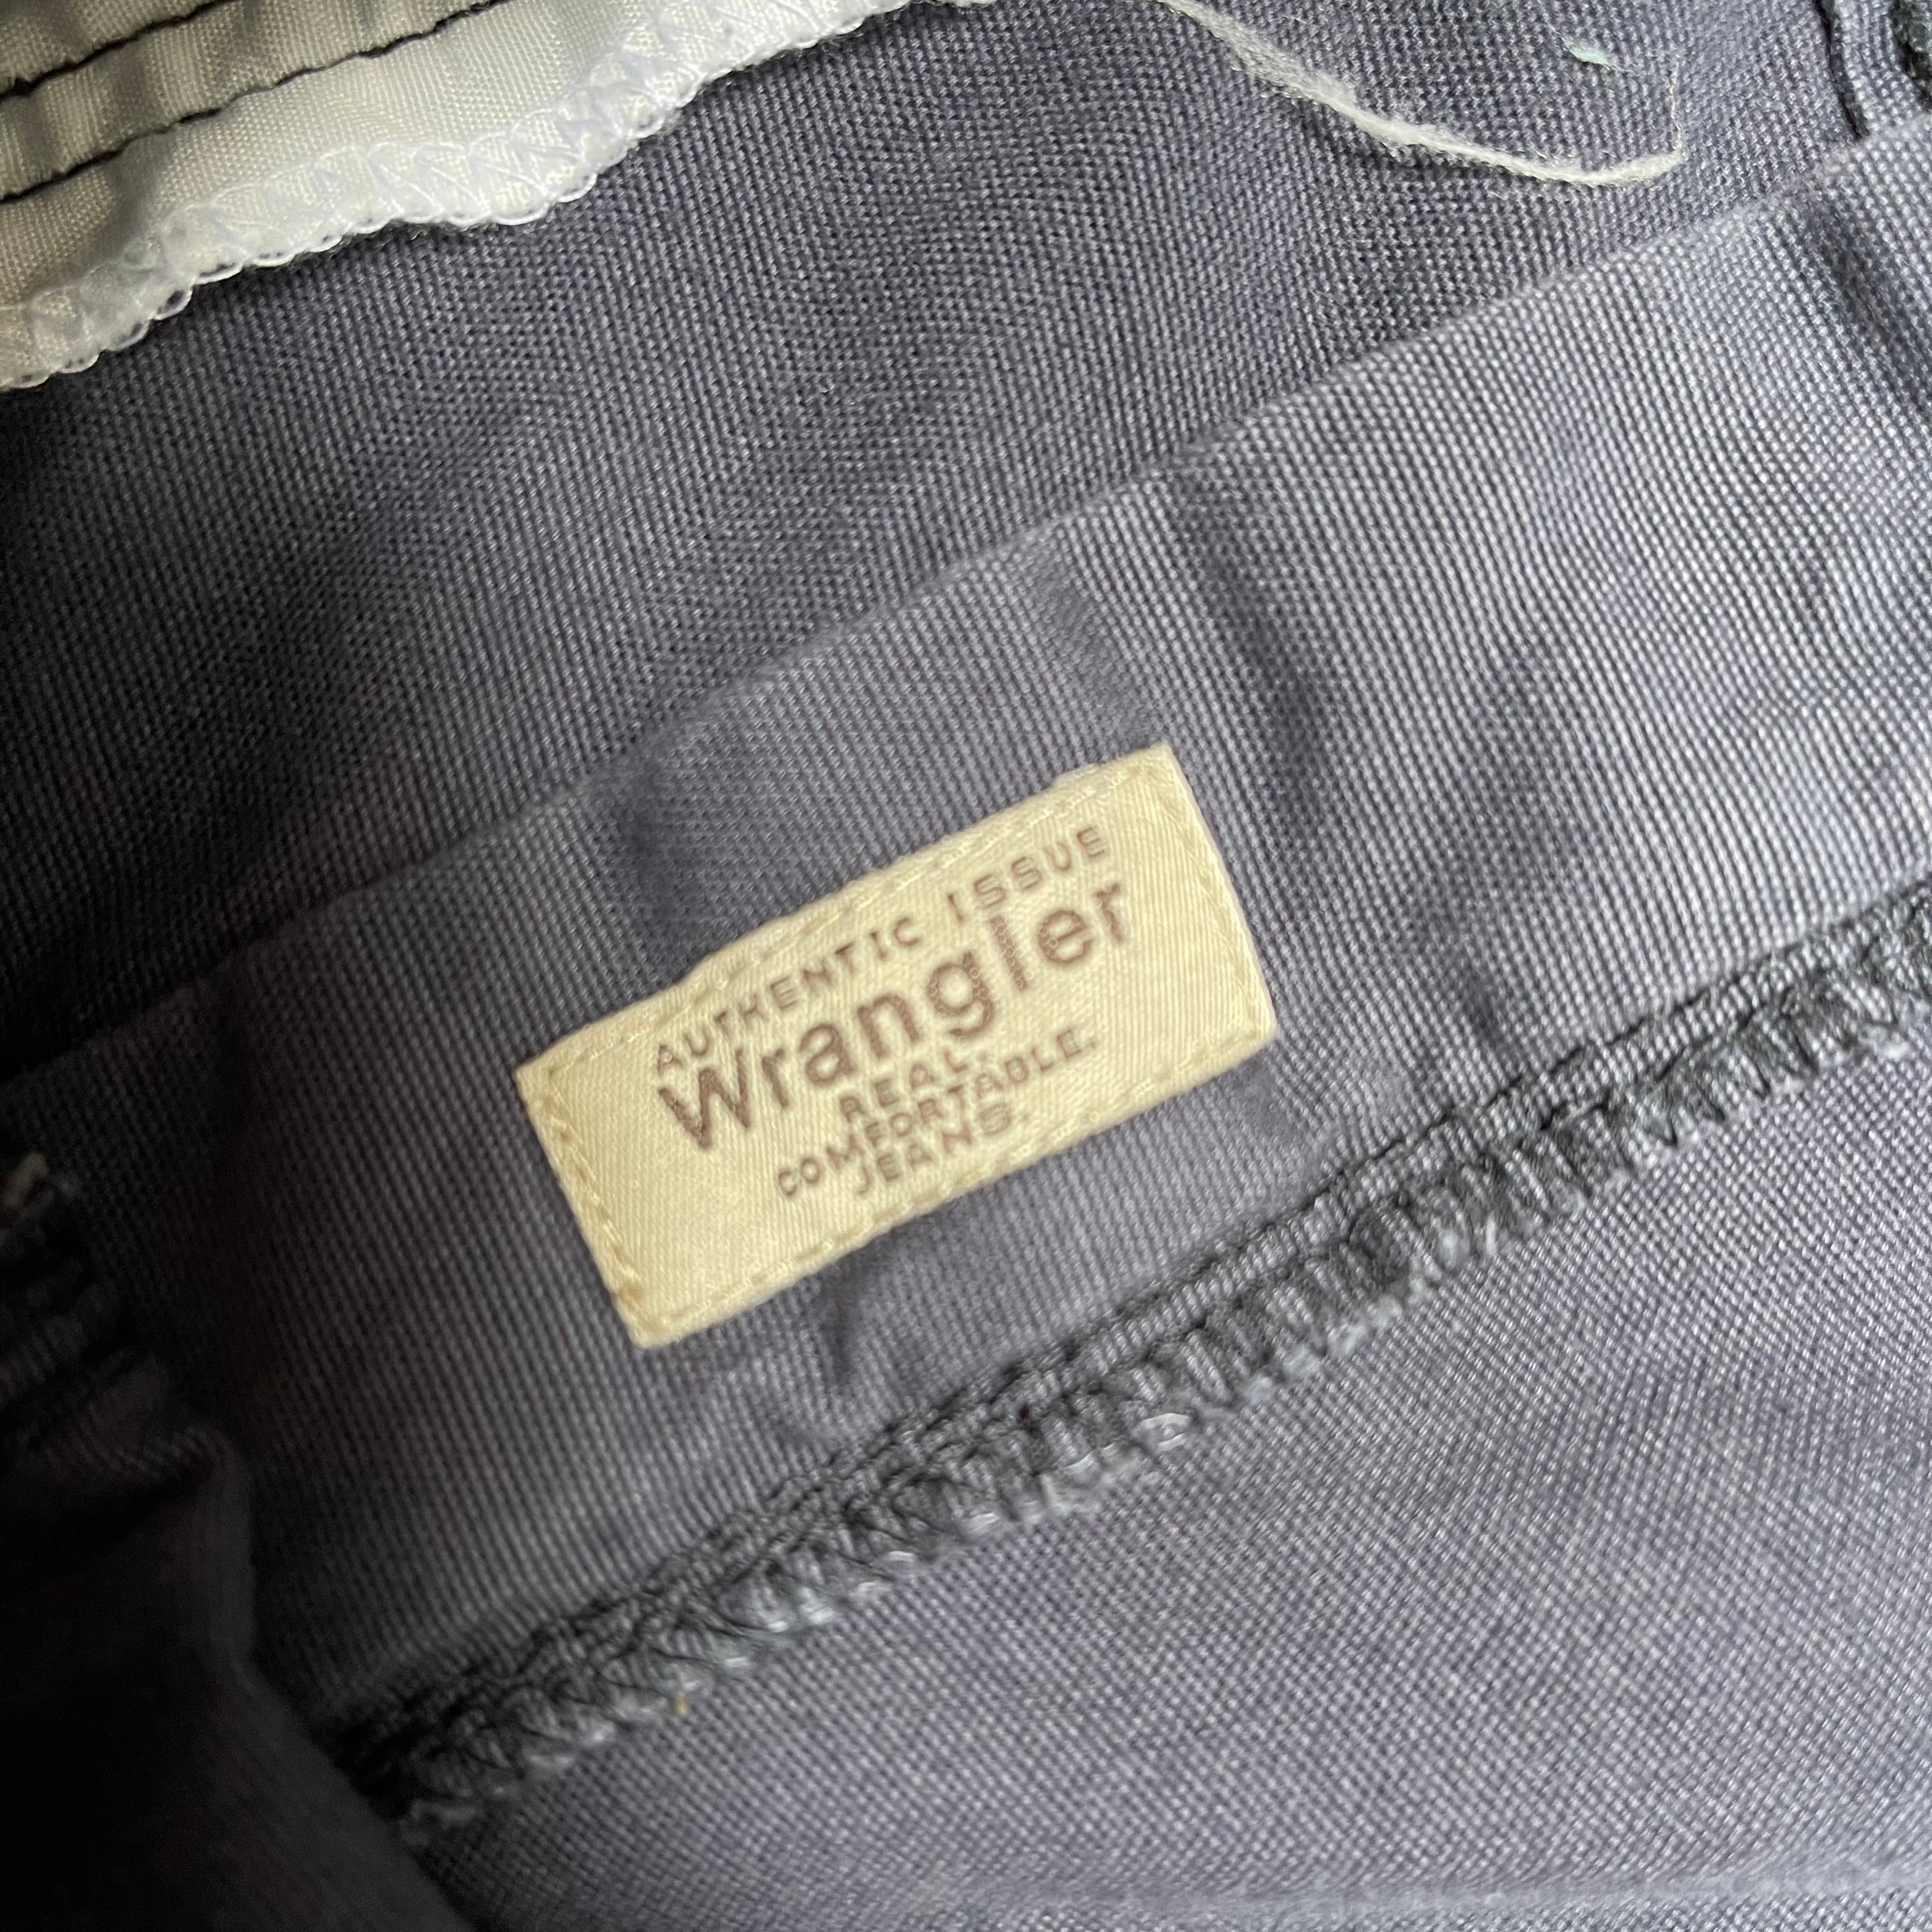 AUTHENTIC ISSUE
Wrangler
REAL.
COMFORTABLE.
JEANS.